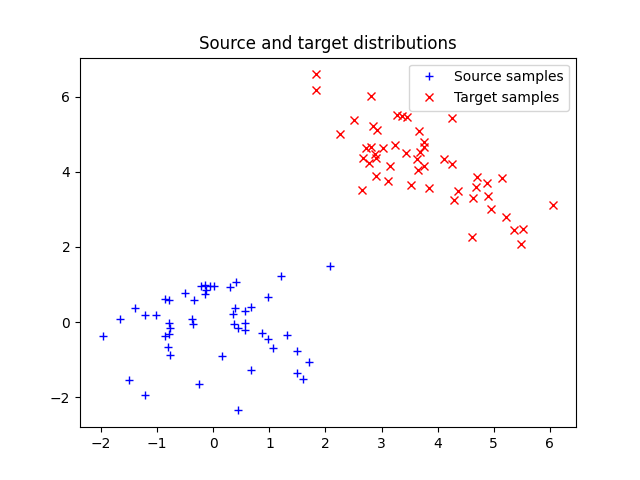 Source and target distributions
Source samples
Target samples
6
4
2
0
−2
−2 −1 0 1 2 3 4 5 6